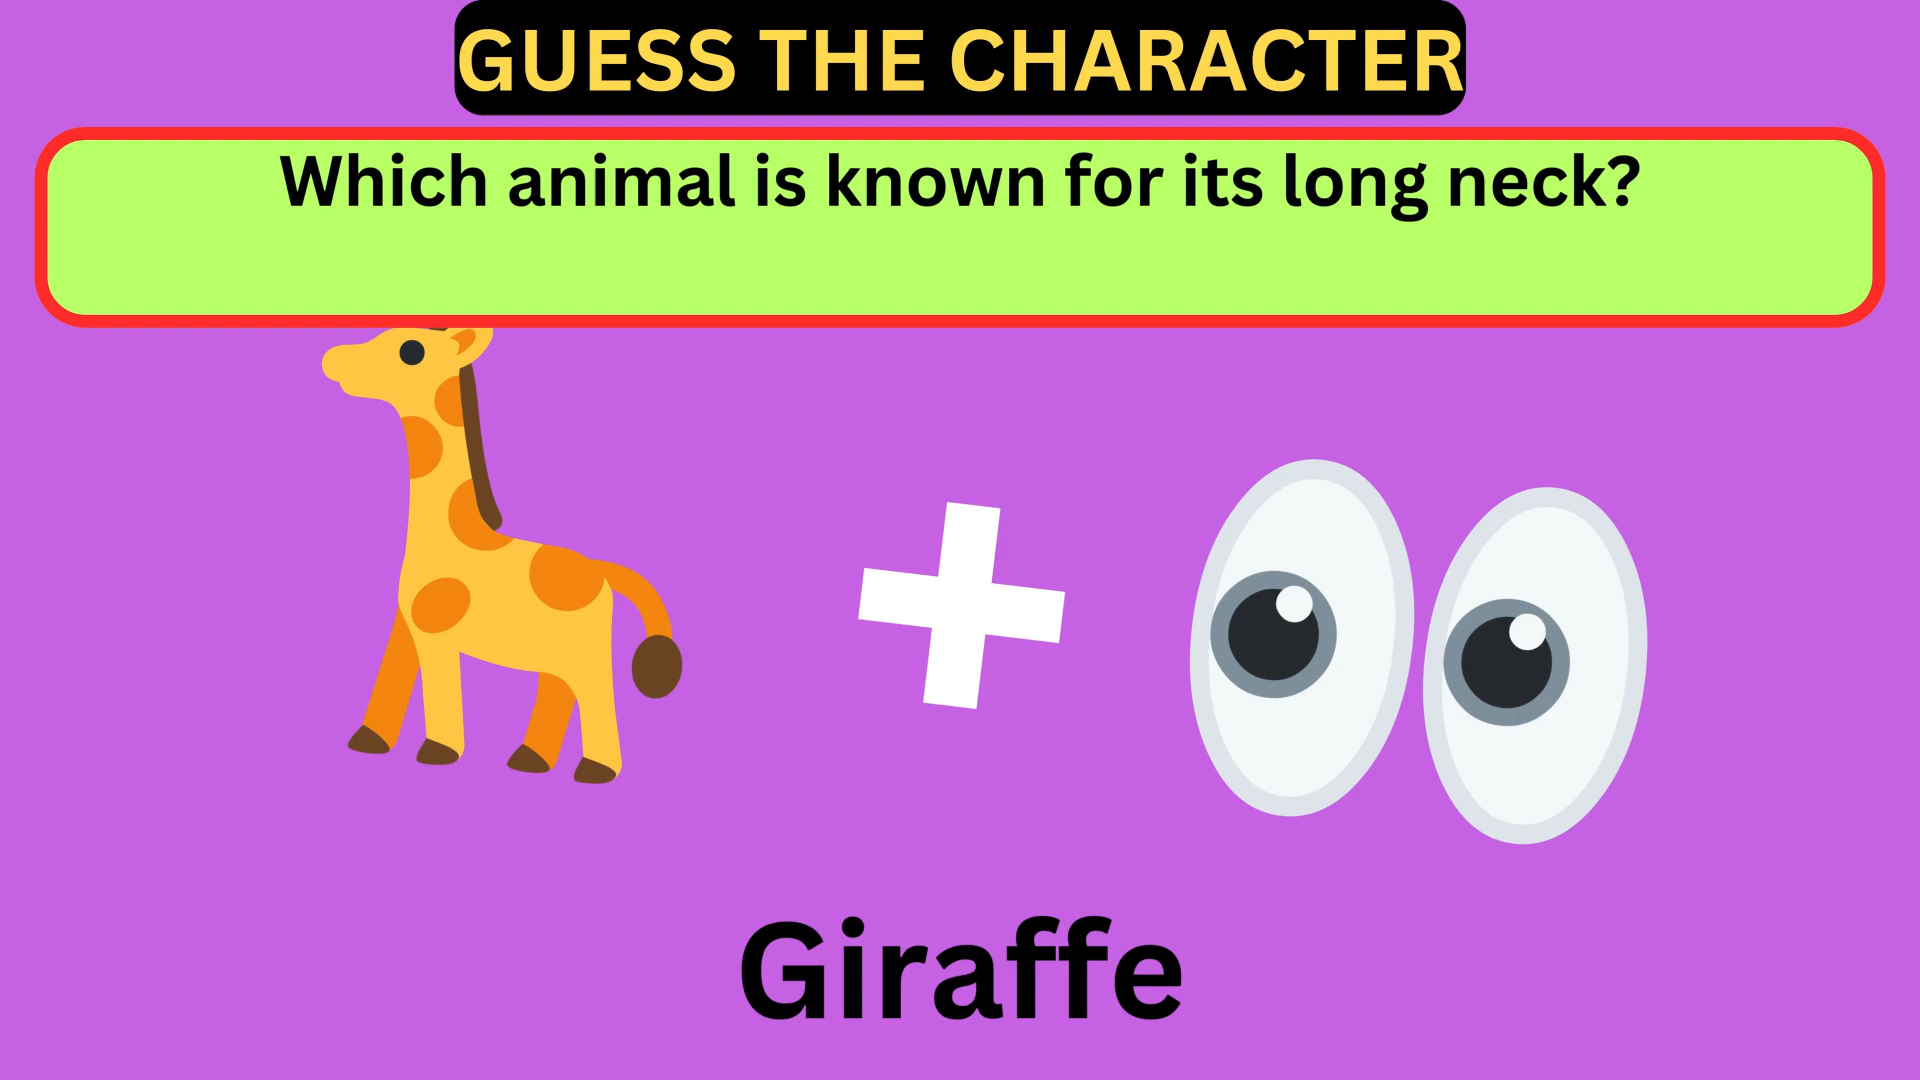 GUESS THE CHARACTER
Which animal is known for its long neck?
Giraffe